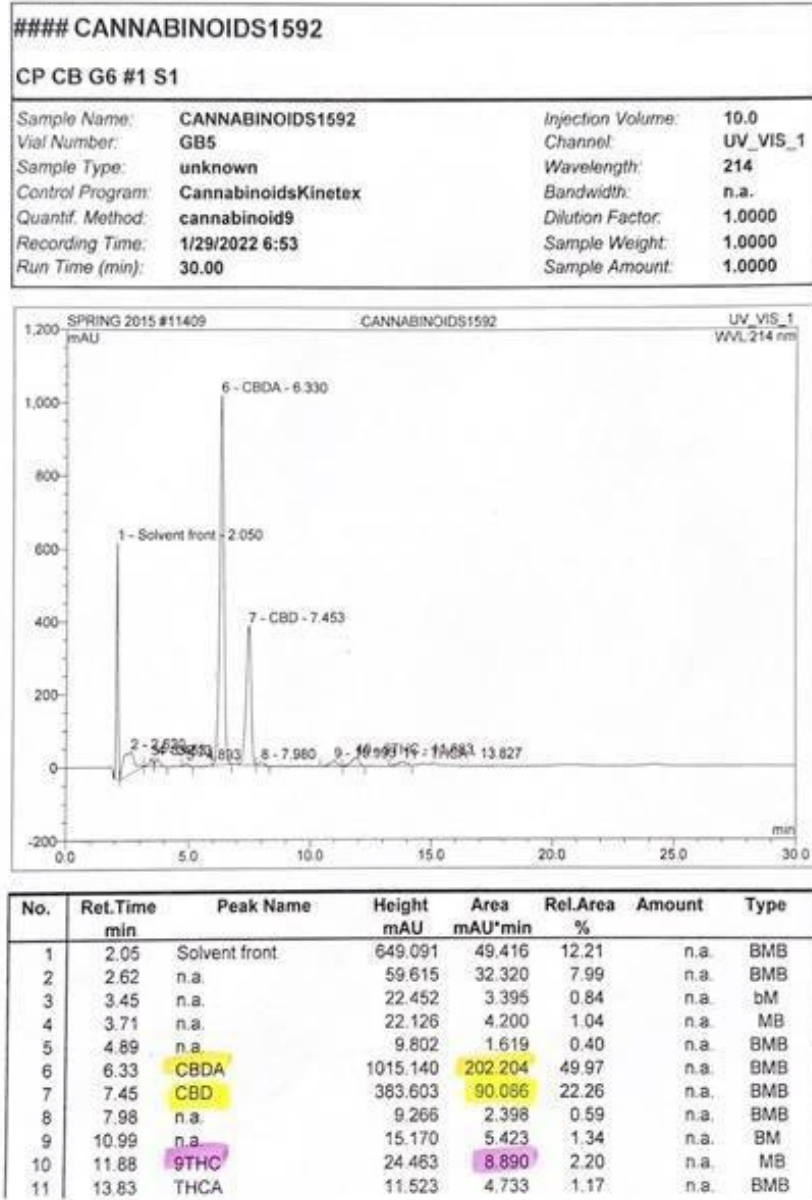 #### CANNABINOIDS1592
CP CB G6 #1 S1
Sample Name: CANNABINOIDS1592 Injection Volume: 10.0
Vial Number: GB5 Channel: UV_VIS_1
Sample Type: unknown Wavelength: 214
Control Program: CannabinoidsKinetex Bandwidth: n.a.
Quantif. Method: cannabinoid9 Dilution Factor: 1.0000
Recording Time: 1/29/2022 6:53 Sample Weight: 1.0000
Run Time (min): 30.00 Sample Amount: 1.0000
SPRING 2015 #11409 CANNABINOIDS1592 UV_VIS_1
1,200 mAU WVL:214 nm
6 - CBDA - 6.330
1,000
800
1 - Solvent front - 2.050
600
7 - CBD - 7.453
400
200
8 - 7.980 13.827
0
-200 min
0.0 5.0 10.0 15.0 20.0 25.0 30.0
No. Ret.Time Peak Name Height Area Rel.Area Amount Type
min mAU mAU*min %
1 2.05 Solvent front 649.091 49.416 12.21 n.a. BMB
2 2.62 n.a. 59.615 32.320 7.99 n.a. BMB
3 3.45 n.a. 22.452 3.395 0.84 n.a. bM
4 3.71 n.a. 22.126 4.200 1.04 n.a. MB
5 4.89 n.a. 9.802 1.619 0.40 n.a. BMB
6 6.33 CBDA 1015.140 202.204 49.97 n.a. BMB
7 7.45 CBD 383.603 90.086 22.26 n.a. BMB
8 7.98 n.a. 9.266 2.398 0.59 n.a. BMB
9 10.99 n.a. 15.170 5.423 1.34 n.a. BM
10 11.88 9THC 24.463 8.890 2.20 n.a. MB
11 13.83 THCA 11.523 4.733 1.17 n.a. BMB